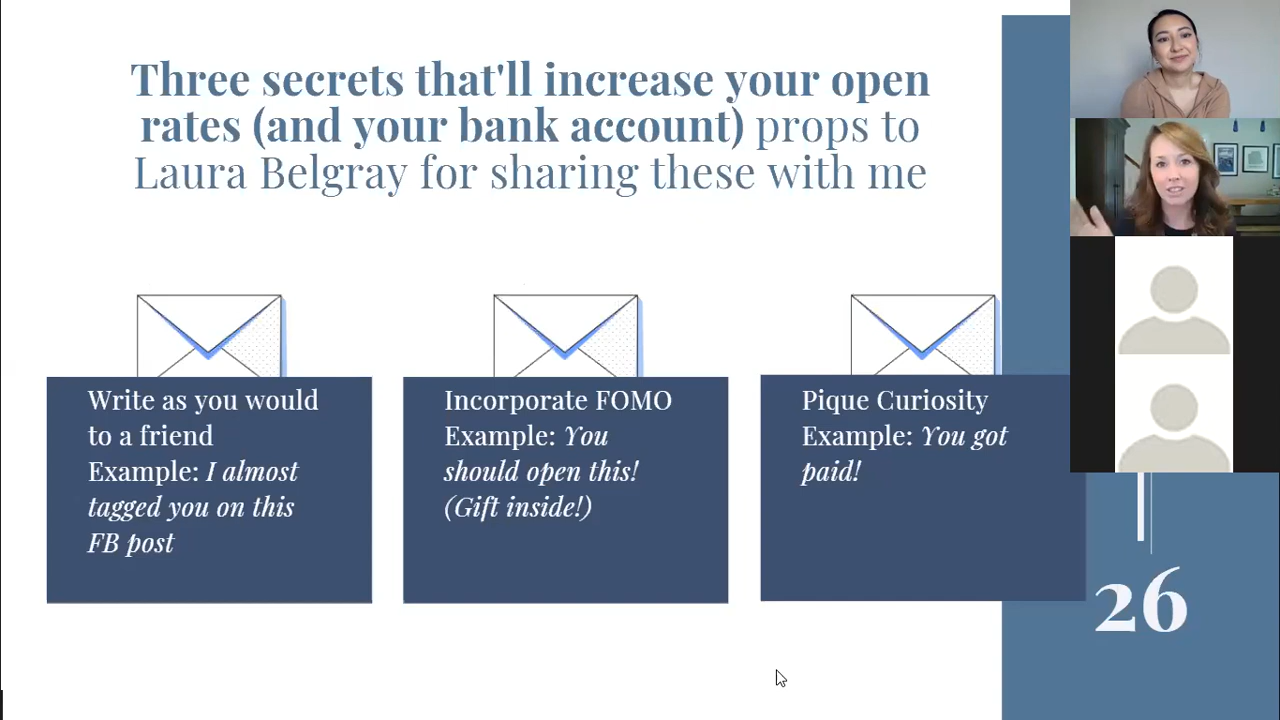 Three secrets that'll increase your open
rates (and your bank account) props to
Laura Belgray for sharing these with me
Write as you would
to a friend
Example: I almost
tagged you on this
FB post
Incorporate FOMO
Example: You
should open this!
(Gift inside!)
Pique Curiosity
Example: You got
paid!
26